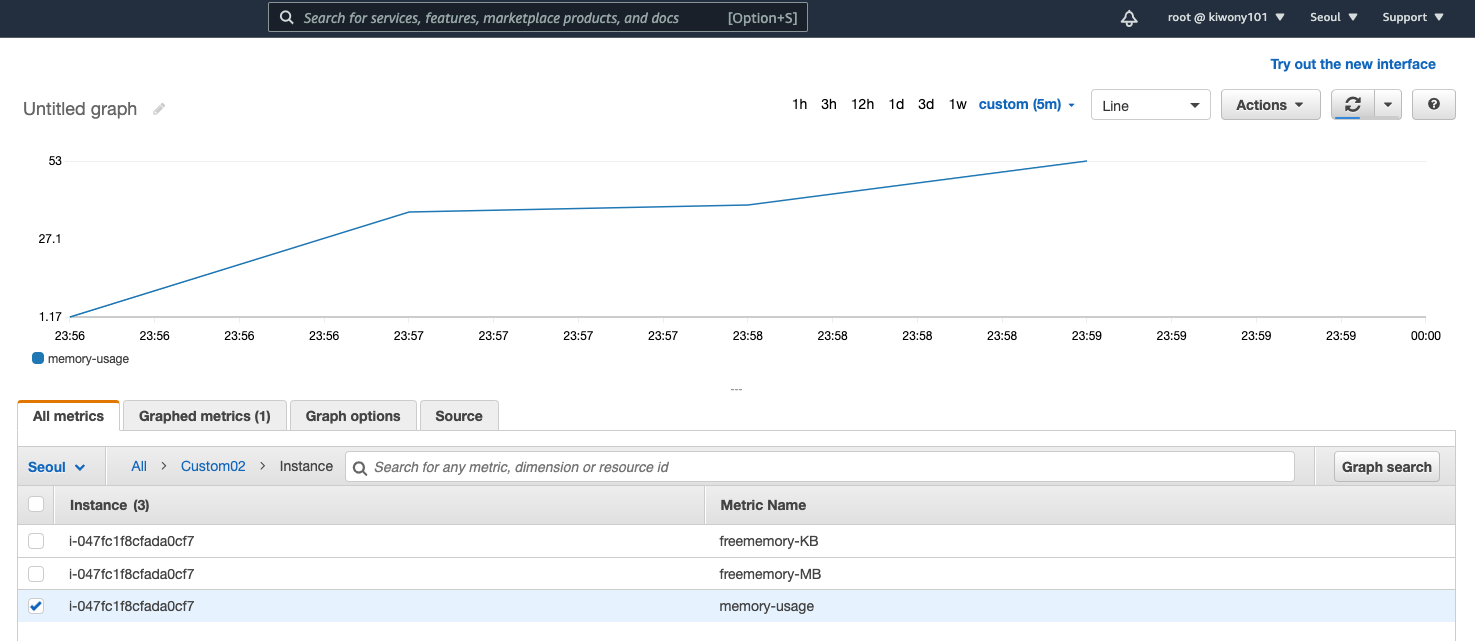 Search for services, features, marketplace products, and docs [Option+S] root @ kiwony101 Seoul Support
Try out the new interface
Untitled graph 1h 3h 12h 1d 3d 1w custom (5m) Line Actions ?
53
27.1
1.17
23:56 23:56 23:56 23:56 23:57 23:57 23:57 23:57 23:58 23:58 23:58 23:58 23:59 23:59 23:59 23:59 00:00
memory-usage
---
All metrics Graphed metrics (1) Graph options Source
Seoul All > Custom02 > Instance Search for any metric, dimension or resource id Graph search
Instance (3) Metric Name
i-047fc1f8cfada0cf7 freememory-KB
i-047fc1f8cfada0cf7 freememory-MB
i-047fc1f8cfada0cf7 memory-usage